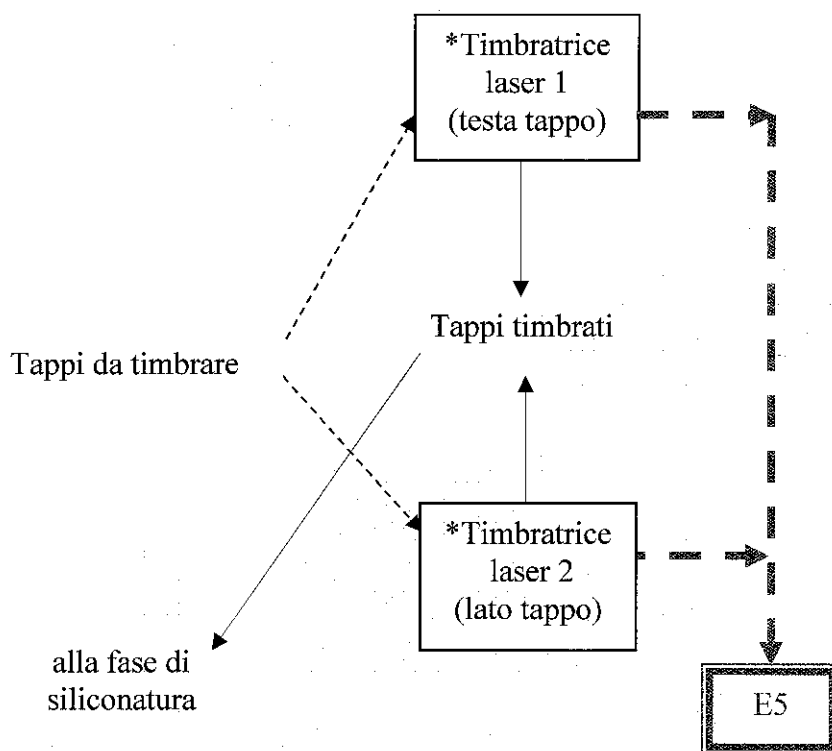 *Timbratrice
laser 1
(testa tappo)
Tappi timbrati
Tappi da timbrare
*Timbratrice
laser 2
(lato tappo)
alla fase di
siliconatura
E5